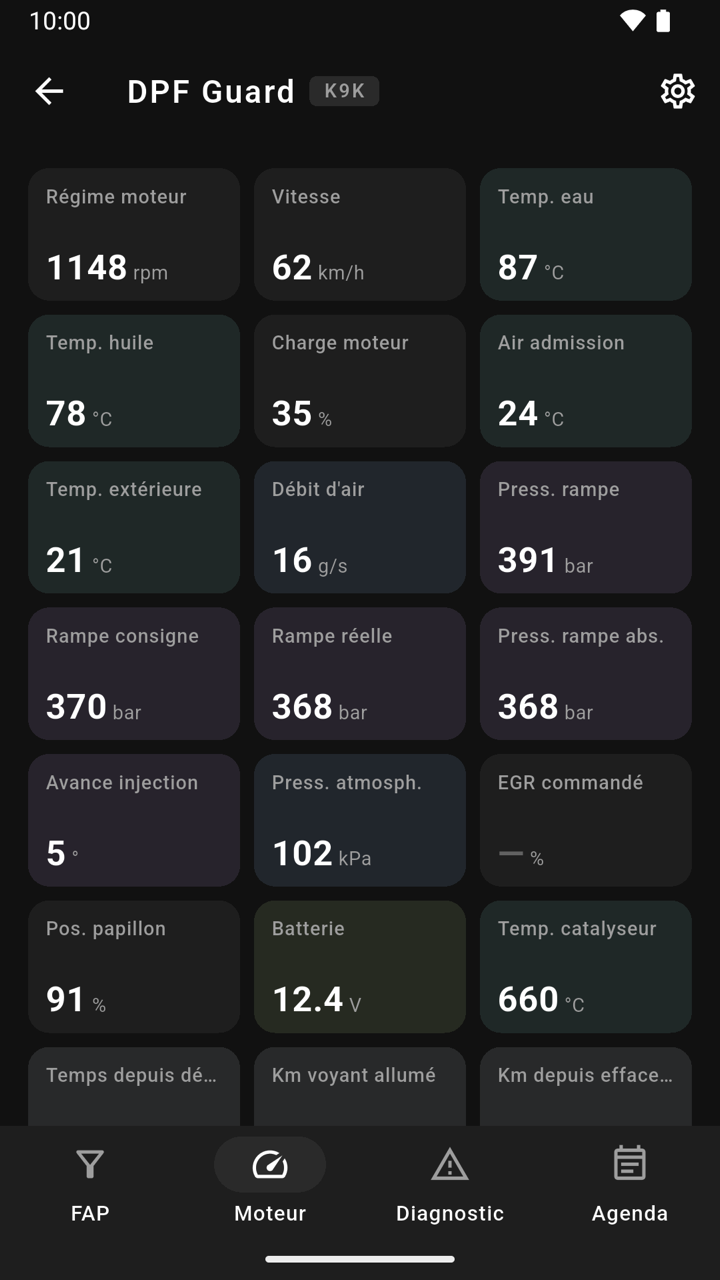 10:00
DPF Guard K9K
Régime moteur Vitesse Temp. eau
1148 rpm 62 km/h 87 °C
Temp. huile Charge moteur Air admission
78 °C 35 % 24 °C
Temp. extérieure Débit d'air Press. rampe
21 °C 16 g/s 391 bar
Rampe consigne Rampe réelle Press. rampe abs.
370 bar 368 bar 368 bar
Avance injection Press. atmosph. EGR commandé
5 ° 102 kPa — %
Pos. papillon Batterie Temp. catalyseur
91 % 12.4 V 660 °C
Temps depuis dé… Km voyant allumé Km depuis efface…
FAP Moteur Diagnostic Agenda